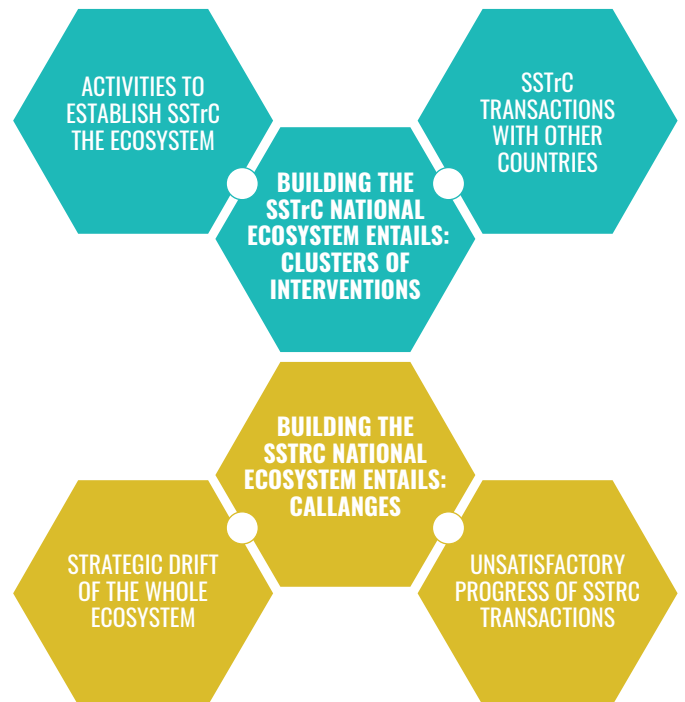 ACTIVITIES TO
ESTABLISH SSTrC
THE ECOSYSTEM
SSTrC
TRANSACTIONS
WITH OTHER
COUNTRIES
BUILDING THE
SSTrC NATIONAL
ECOSYSTEM ENTAILS:
CLUSTERS OF
INTERVENTIONS
BUILDING THE
SSTRC NATIONAL
ECOSYSTEM ENTAILS:
CALLANGES
STRATEGIC DRIFT
OF THE WHOLE
ECOSYSTEM
UNSATISFACTORY
PROGRESS OF SSTRC
TRANSACTIONS